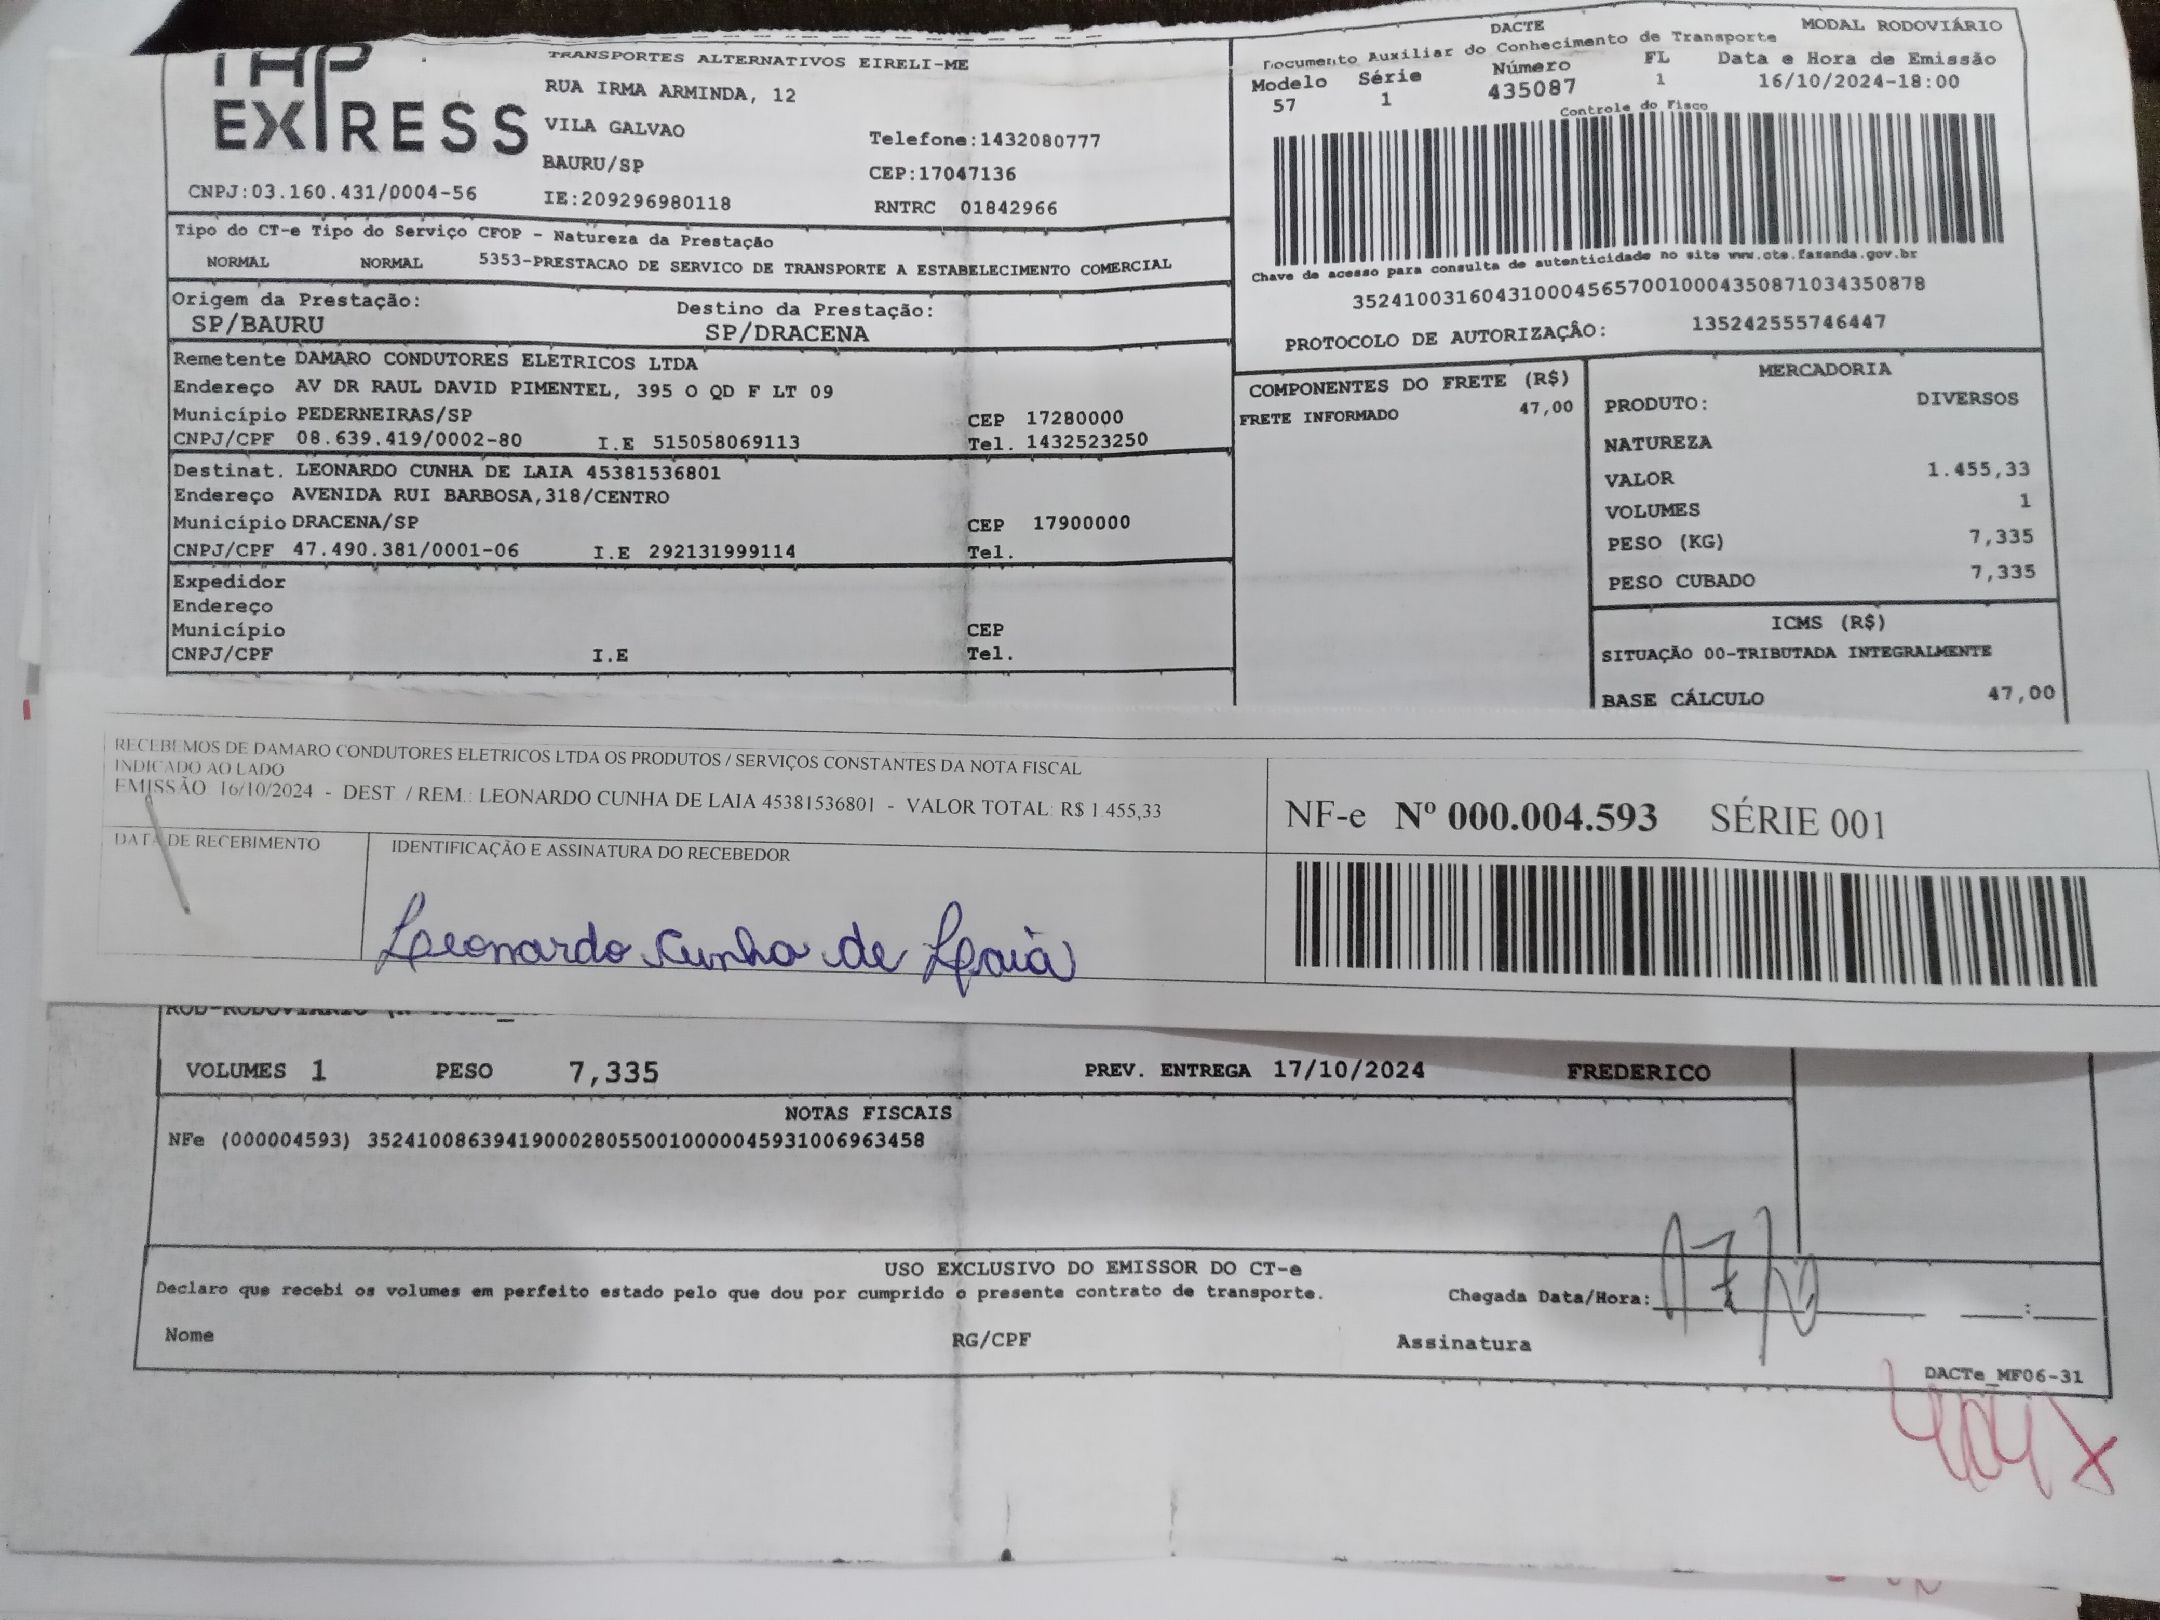 TAP
EXPRESS
TRANSPORTES ALTERNATIVOS EIRELI-ME
RUA IRMA ARMINDA, 12
VILA GALVAO
Telefone:1432080777
BAURU/SP
CEP:17047136
CNPJ:03.160.431/0004-56
IE:209296980118
RNTRC 01842966
DACTE MODAL RODOVIÁRIO
Documento Auxiliar do Conhecimento de Transporte
Modelo Série Número FL Data e Hora de Emissão
57 1 435087 1 16/10/2024-18:00
Controle do Fisco
Chave de acesso para consulta de autenticidade no site www.cte.fazenda.gov.br
35241003160431000456570010004350871034350878
PROTOCOLO DE AUTORIZAÇÃO: 135242555746447
Tipo do CT-e Tipo do Serviço CFOP - Natureza da Prestação
NORMAL NORMAL 5353-PRESTACAO DE SERVICO DE TRANSPORTE A ESTABELECIMENTO COMERCIAL
Origem da Prestação: Destino da Prestação:
SP/BAURU SP/DRACENA
Remetente DAMARO CONDUTORES ELETRICOS LTDA
Endereço AV DR RAUL DAVID PIMENTEL, 395 O QD F LT 09
Município PEDERNEIRAS/SP CEP 17280000
CNPJ/CPF 08.639.419/0002-80 I.E 515058069113 Tel. 1432523250
Destinat. LEONARDO CUNHA DE LAIA 45381536801
Endereço AVENIDA RUI BARBOSA,318/CENTRO
Município DRACENA/SP CEP 17900000
CNPJ/CPF 47.490.381/0001-06 I.E 292131999114 Tel.
Expedidor
Endereço
Município CEP
CNPJ/CPF I.E Tel.
COMPONENTES DO FRETE (R$)
FRETE INFORMADO 47,00
MERCADORIA
PRODUTO: DIVERSOS
NATUREZA
VALOR 1.455,33
VOLUMES 1
PESO (KG) 7,335
PESO CUBADO 7,335
ICMS (R$)
SITUAÇÃO 00-TRIBUTADA INTEGRALMENTE
BASE CÁLCULO 47,00
RECEBEMOS DE DAMARO CONDUTORES ELETRICOS LTDA OS PRODUTOS / SERVIÇOS CONSTANTES DA NOTA FISCAL
INDICADO AO LADO
EMISSÃO: 16/10/2024 - DEST. / REM.: LEONARDO CUNHA DE LAIA 45381536801 - VALOR TOTAL: R$ 1.455,33
DATA DE RECEBIMENTO
IDENTIFICAÇÃO E ASSINATURA DO RECEBEDOR
Leonardo Cunha de Laia
NF-e Nº 000.004.593 SÉRIE 001
ROD-RODOVIARIO
VOLUMES 1 PESO 7,335 PREV. ENTREGA 17/10/2024 FREDERICO
NOTAS FISCAIS
NFe (000004593) 35241008639419000280550010000045931006963458
USO EXCLUSIVO DO EMISSOR DO CT-e
Declaro que recebi os volumes em perfeito estado pelo que dou por cumprido o presente contrato de transporte.
Chegada Data/Hora: 17/10 :
Nome RG/CPF Assinatura
DACTe_MF06-31